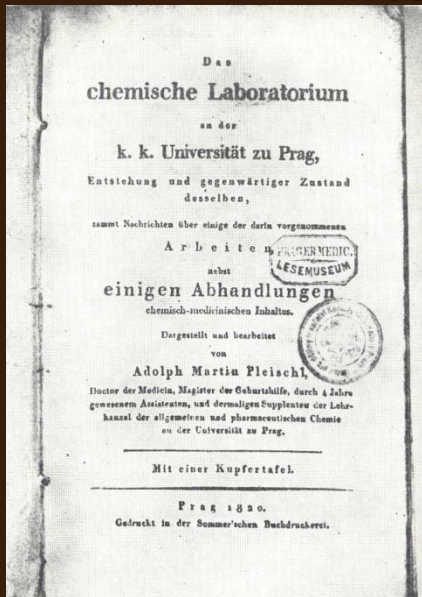 Das
chemische Laboratorium
an der
k. k. Universität zu Prag,
Entstehung und gegenwärtiger Zustand
desselben,
sammt Nachrichten über einige der darin vorgenommenen
Arbeiten,
PRAGER MEDIC.
LESEMUSEUM
nebst
einigen Abhandlungen
chemisch-medicinischen Inhaltes.
Dargestellt und bearbeitet
von
Adolph Martin Pleischl,
Doctor der Medicin, Magister der Geburtshilfe, durch 4 Jahre
gewesenem Assistenten, und dermaligen Supplenten der Lehr-
kanzel der allgemeinen und pharmaceutischen Chemie
an der Universität zu Prag.
Mit einer Kupfertafel.
Prag 1820.
Gedruckt in der Sommer'schen Buchdruckerei.